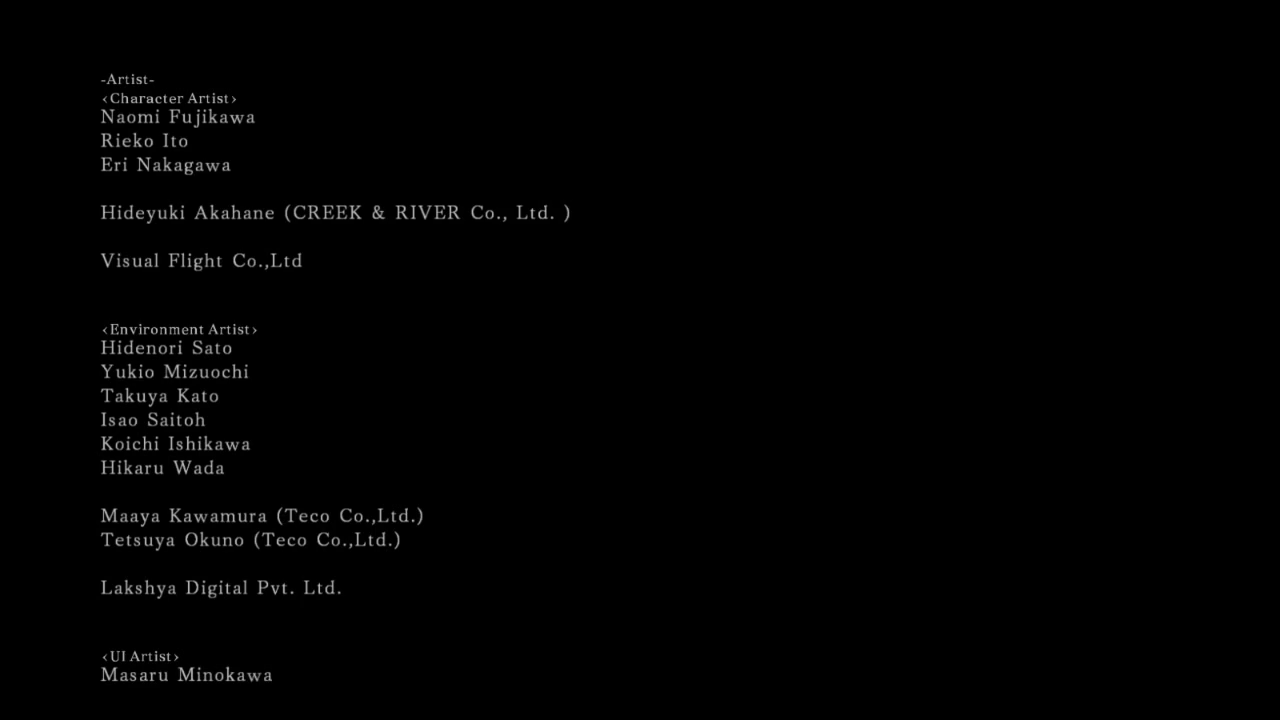 -Artist-
‹Character Artist›
Naomi Fujikawa
Rieko Ito
Eri Nakagawa
Hideyuki Akahane (CREEK & RIVER Co., Ltd. )
Visual Flight Co.,Ltd
‹Environment Artist›
Hidenori Sato
Yukio Mizuochi
Takuya Kato
Isao Saitoh
Koichi Ishikawa
Hikaru Wada
Maaya Kawamura (Teco Co.,Ltd.)
Tetsuya Okuno (Teco Co.,Ltd.)
Lakshya Digital Pvt. Ltd.
‹UI Artist›
Masaru Minokawa